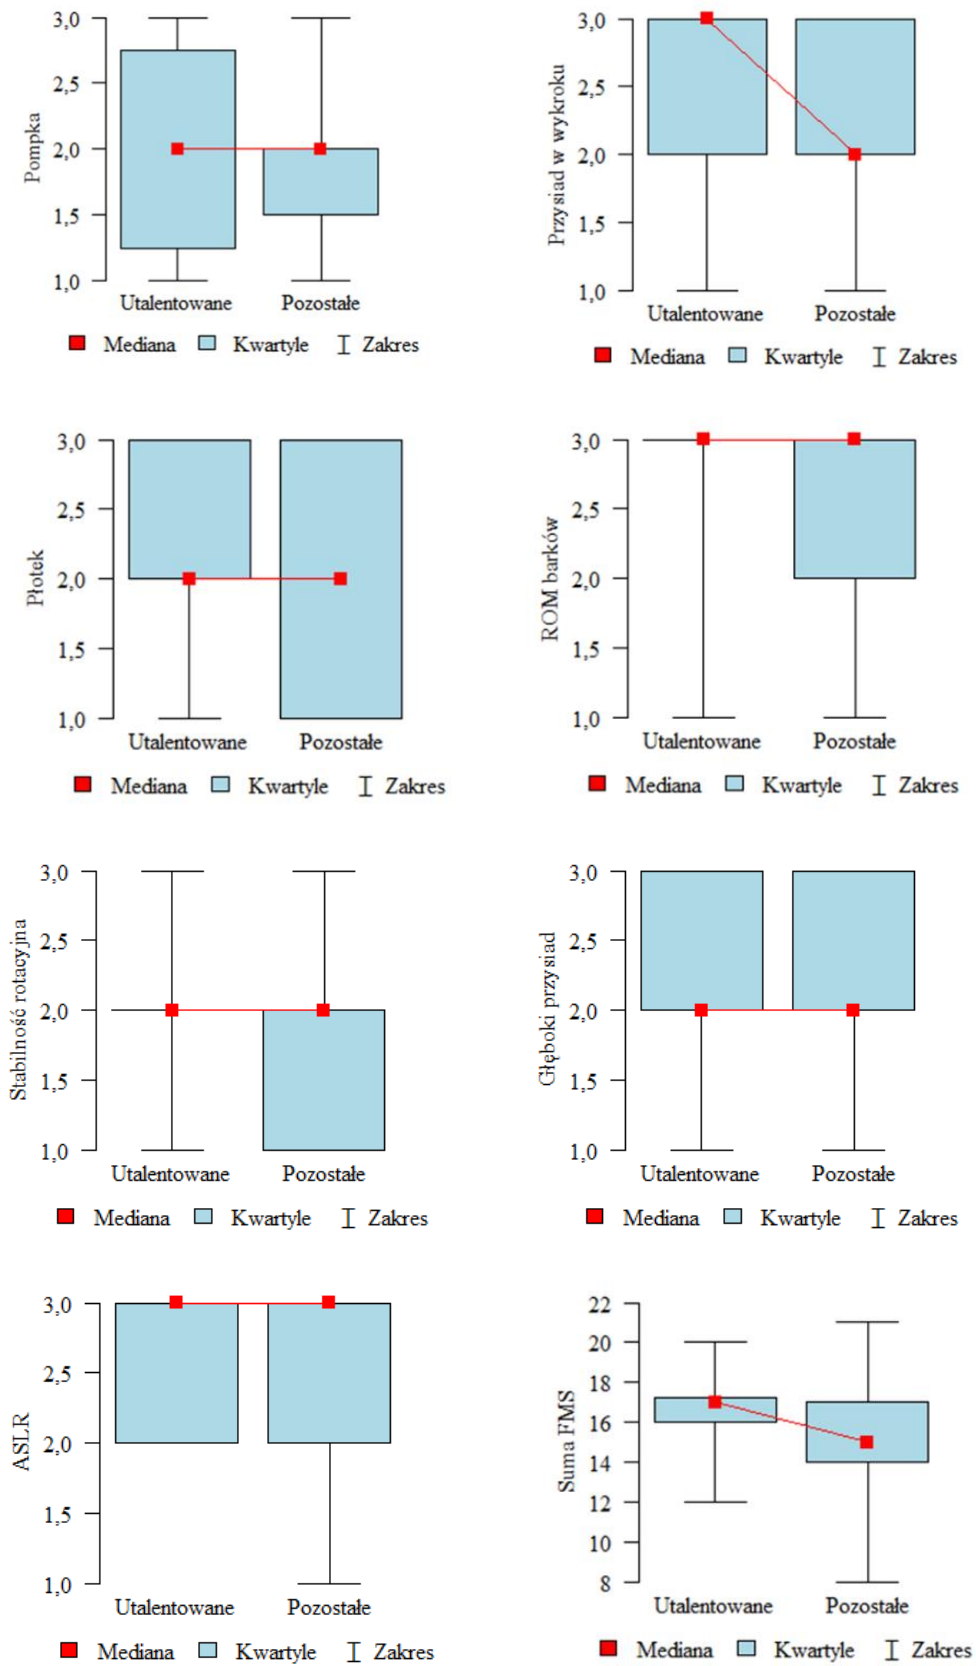 Pompka
3,0
2,5
2,0
1,5
1,0
Utalentowane Pozostałe
Mediana Kwartyle Zakres
Przysiad w wykroku
3,0
2,5
2,0
1,5
1,0
Utalentowane Pozostałe
Mediana Kwartyle Zakres
Płotek
3,0
2,5
2,0
1,5
1,0
Utalentowane Pozostałe
Mediana Kwartyle Zakres
ROM barków
3,0
2,5
2,0
1,5
1,0
Utalentowane Pozostałe
Mediana Kwartyle Zakres
Stabilność rotacyjna
3,0
2,5
2,0
1,5
1,0
Utalentowane Pozostałe
Mediana Kwartyle Zakres
Głęboki przysiad
3,0
2,5
2,0
1,5
1,0
Utalentowane Pozostałe
Mediana Kwartyle Zakres
ASLR
3,0
2,5
2,0
1,5
1,0
Utalentowane Pozostałe
Mediana Kwartyle Zakres
Suma FMS
22
20
18
16
14
12
10
8
Utalentowane Pozostałe
Mediana Kwartyle Zakres